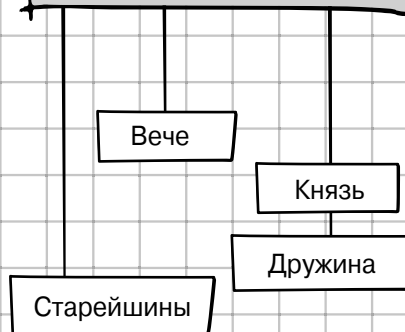 Вече
Князь
Дружина
Старейшины